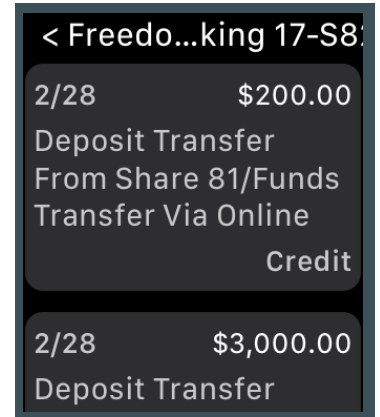 < Freedo…king 17-S82
2/28 $200.00
Deposit Transfer
From Share 81/Funds
Transfer Via Online
Credit
2/28 $3,000.00
Deposit Transfer